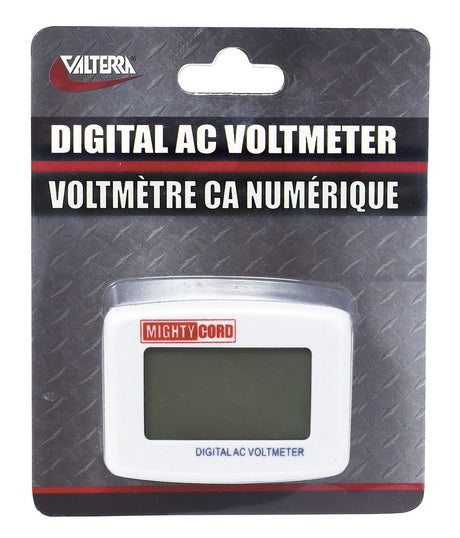 VALTERRA
DIGITAL AC VOLTMETER
VOLTMÈTRE CA NUMÉRIQUE
MIGHTY CORD
DIGITAL AC VOLTMETER